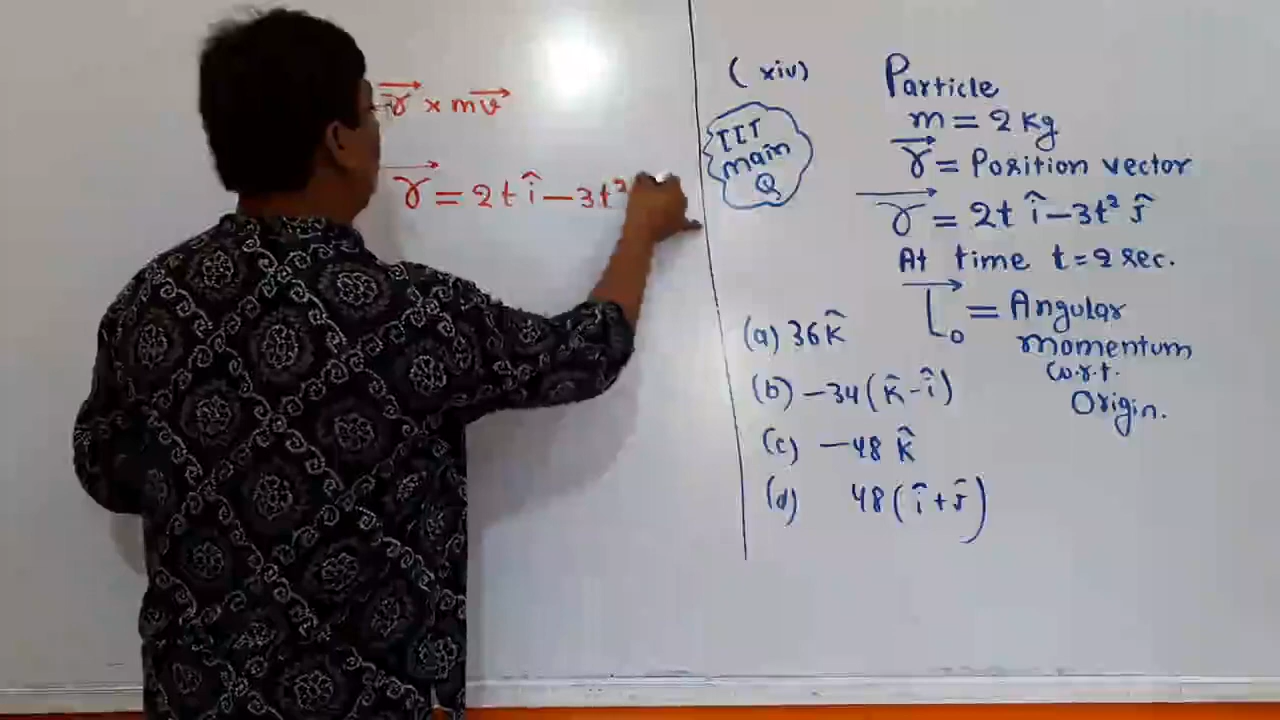 r⃗ × mv⃗
r⃗ = 2t î – 3t²
(xiv)
IIT
main
Q
Particle
m = 2 kg
r⃗ = Position vector
r⃗ = 2t î – 3t² ĵ
At time t = 2 sec.
L⃗₀ = Angular
momentum
w.r.t.
Origin.
(a) 36 k̂
(b) –34 (k̂ – î)
(c) –48 k̂
(d) 48 (î + ĵ)